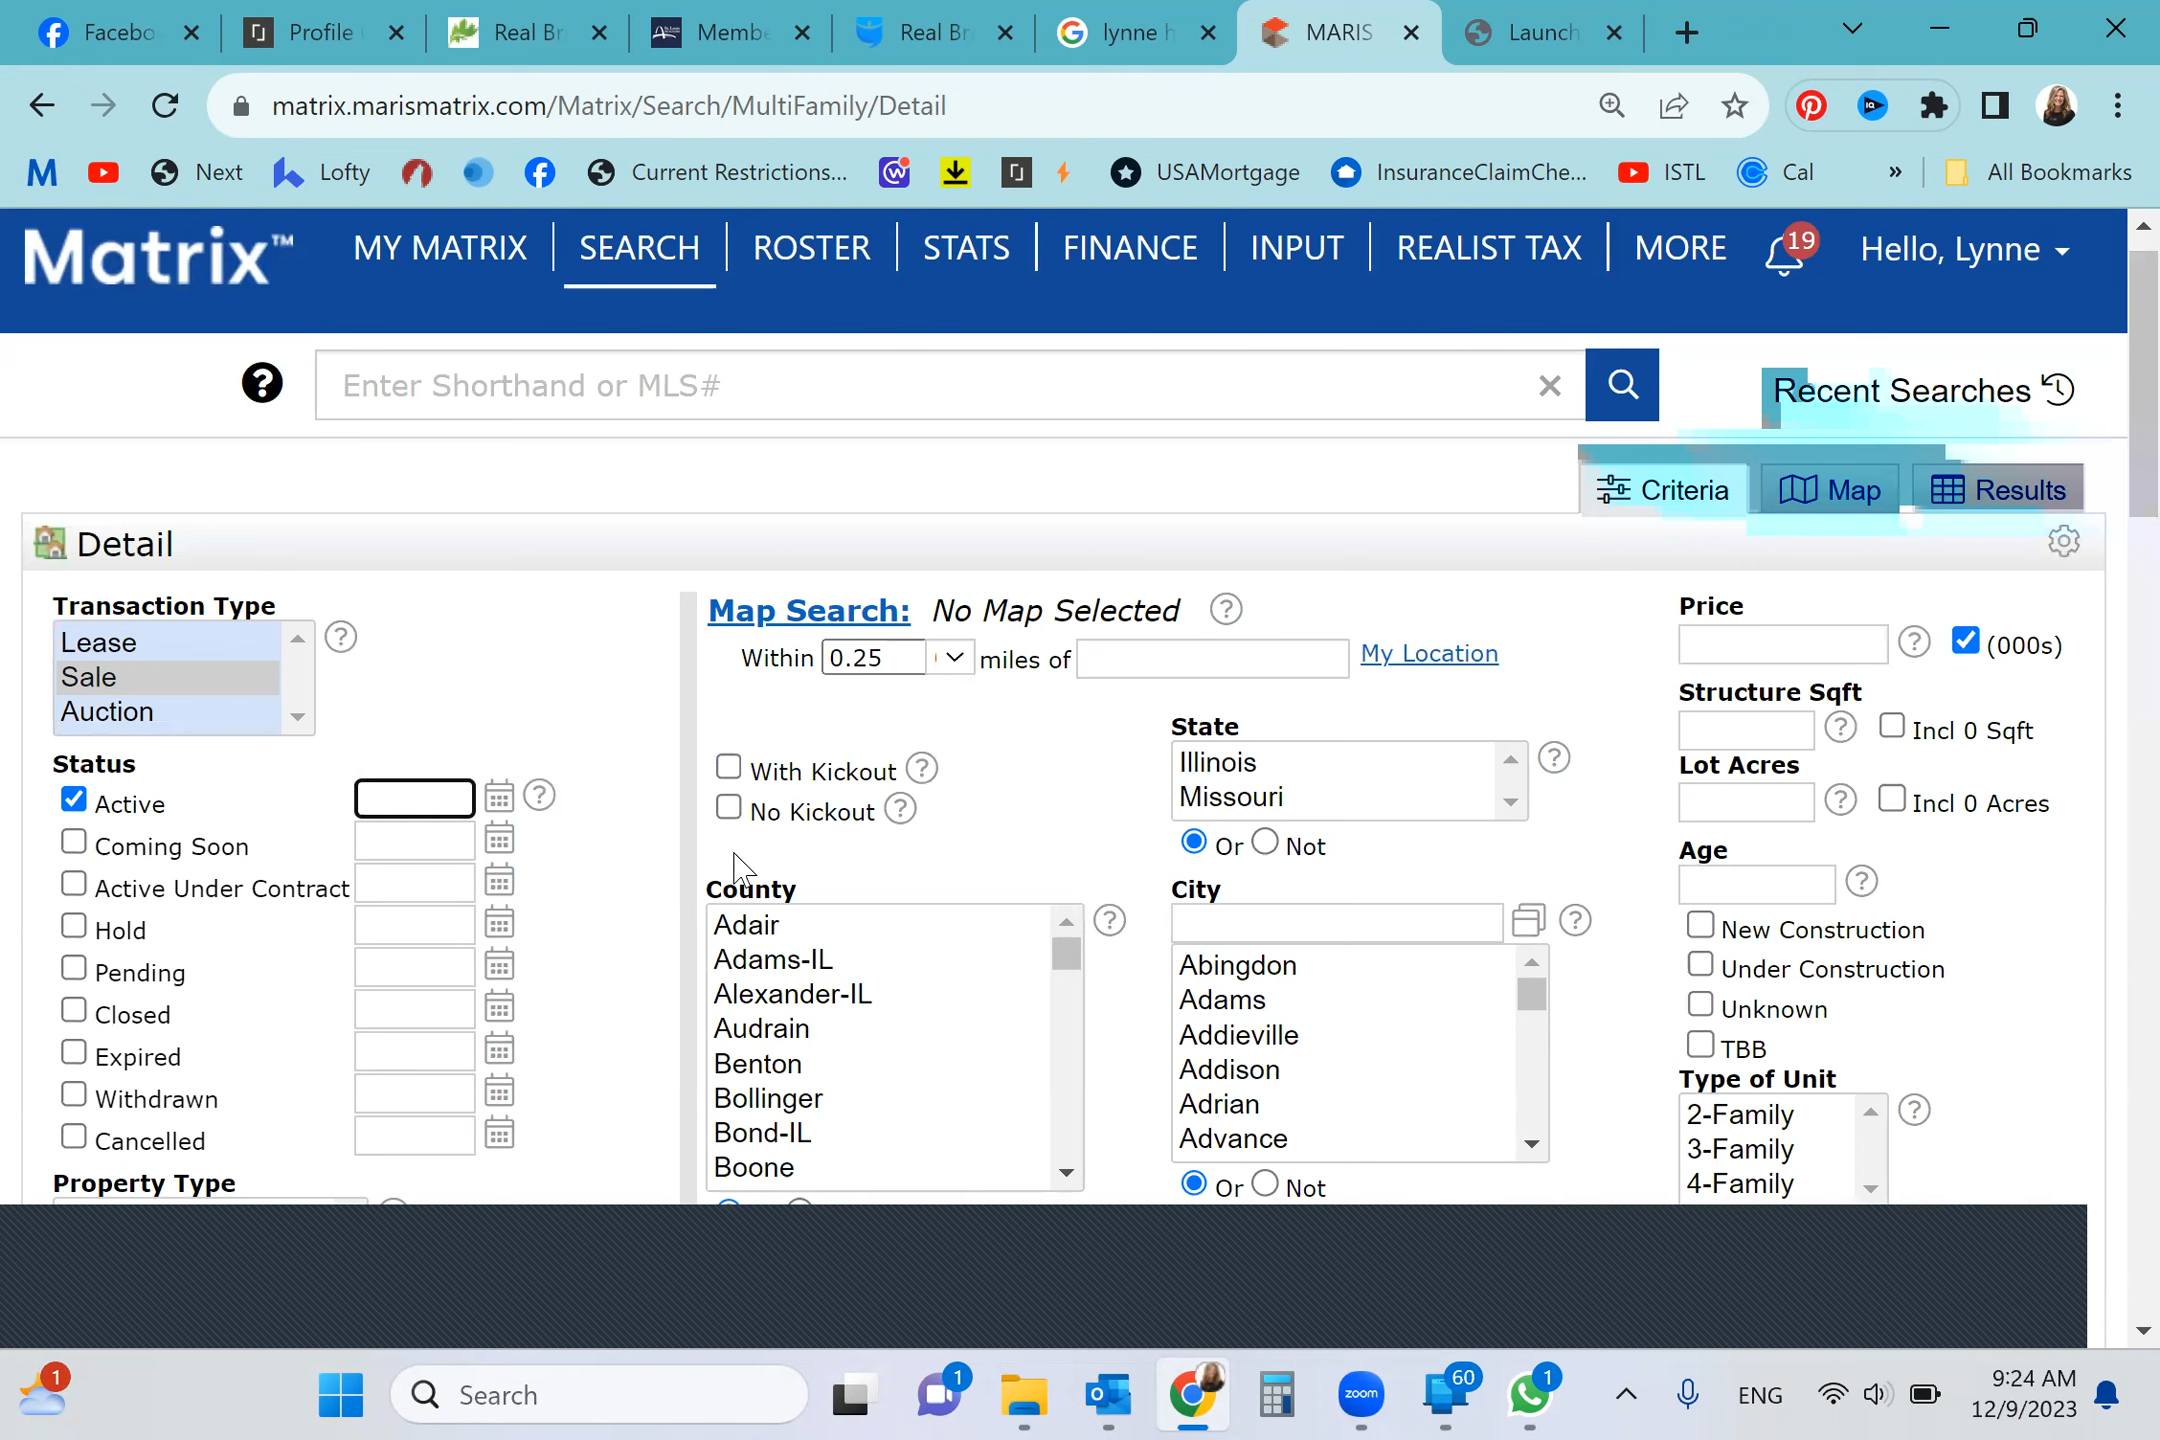 Facebo
Profile
Real Br
Membe
Real Br
lynne h
MARIS
Launch
matrix.marismatrix.com/Matrix/Search/MultiFamily/Detail
Next
Lofty
Current Restrictions...
USAMortgage
InsuranceClaimChe...
ISTL
Cal
»
All Bookmarks
Matrix™
MY MATRIX
SEARCH
ROSTER
STATS
FINANCE
INPUT
REALIST TAX
MORE
19
Hello, Lynne
Enter Shorthand or MLS#
Recent Searches
Criteria
Map
Results
Detail
Transaction Type
Lease
Sale
Auction
Status
Active
Coming Soon
Active Under Contract
Hold
Pending
Closed
Expired
Withdrawn
Cancelled
Property Type
Map Search: No Map Selected
Within 0.25 miles of My Location
With Kickout
No Kickout
County
Adair
Adams-IL
Alexander-IL
Audrain
Benton
Bollinger
Bond-IL
Boone
State
Illinois
Missouri
Or Not
City
Abingdon
Adams
Addieville
Addison
Adrian
Advance
Or Not
Price
(000s)
Structure Sqft
Incl 0 Sqft
Lot Acres
Incl 0 Acres
Age
New Construction
Under Construction
Unknown
TBB
Type of Unit
2-Family
3-Family
4-Family
1
Search
1
zoom
60
1
ENG
9:24 AM
12/9/2023